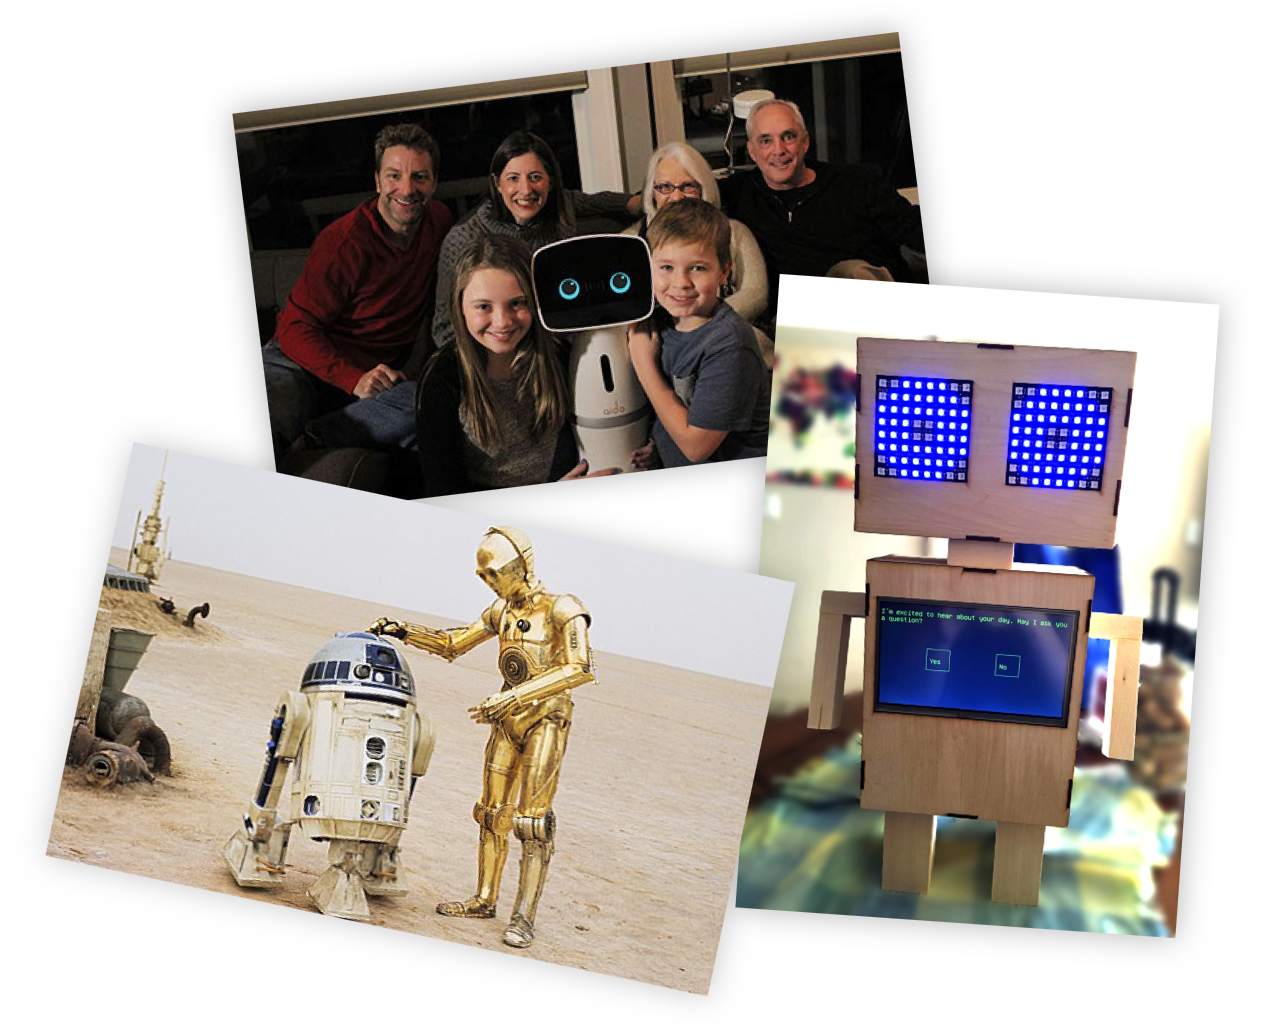 aido
I'm excited to hear about your day. May I ask you
a question?
Yes
No